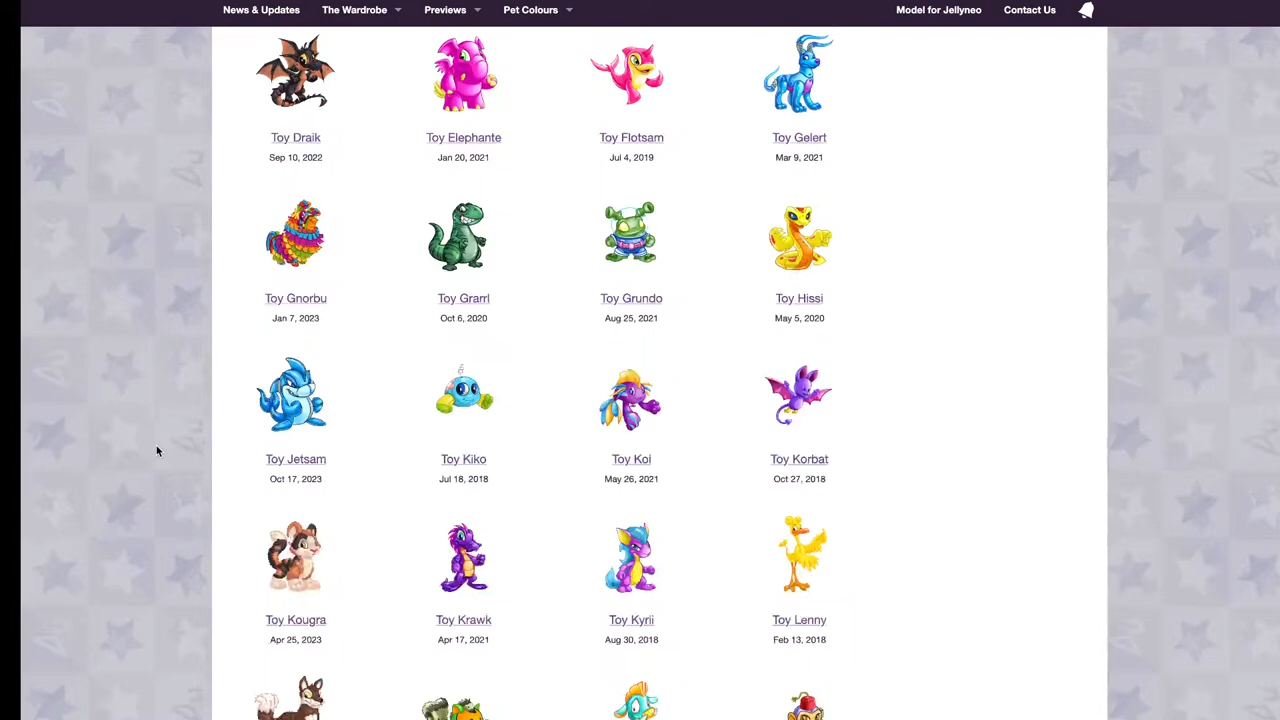 News & Updates The Wardrobe Previews Pet Colours Model for Jellyneo Contact Us
Toy Draik Toy Elephante Toy Flotsam Toy Gelert
Sep 10, 2022 Jan 20, 2021 Jul 4, 2019 Mar 9, 2021
Toy Gnorbu Toy Grarrl Toy Grundo Toy Hissi
Jan 7, 2023 Oct 6, 2020 Aug 25, 2021 May 5, 2020
Toy Jetsam Toy Kiko Toy Koi Toy Korbat
Oct 17, 2023 Jul 18, 2018 May 26, 2021 Oct 27, 2018
Toy Kougra Toy Krawk Toy Kyrii Toy Lenny
Apr 25, 2023 Apr 17, 2021 Aug 30, 2018 Feb 13, 2018